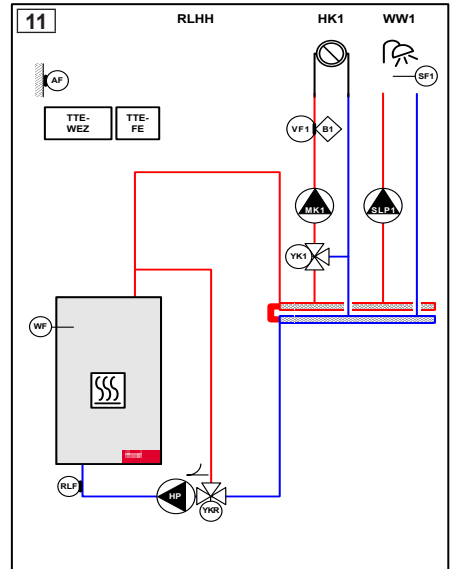 11
RLHH
HK1
WW1
AF
SF1
TTE-
WEZ
TTE-
FE
VF1
B1
MK1
SLP1
YK1
WF
RLF
HP
YKR